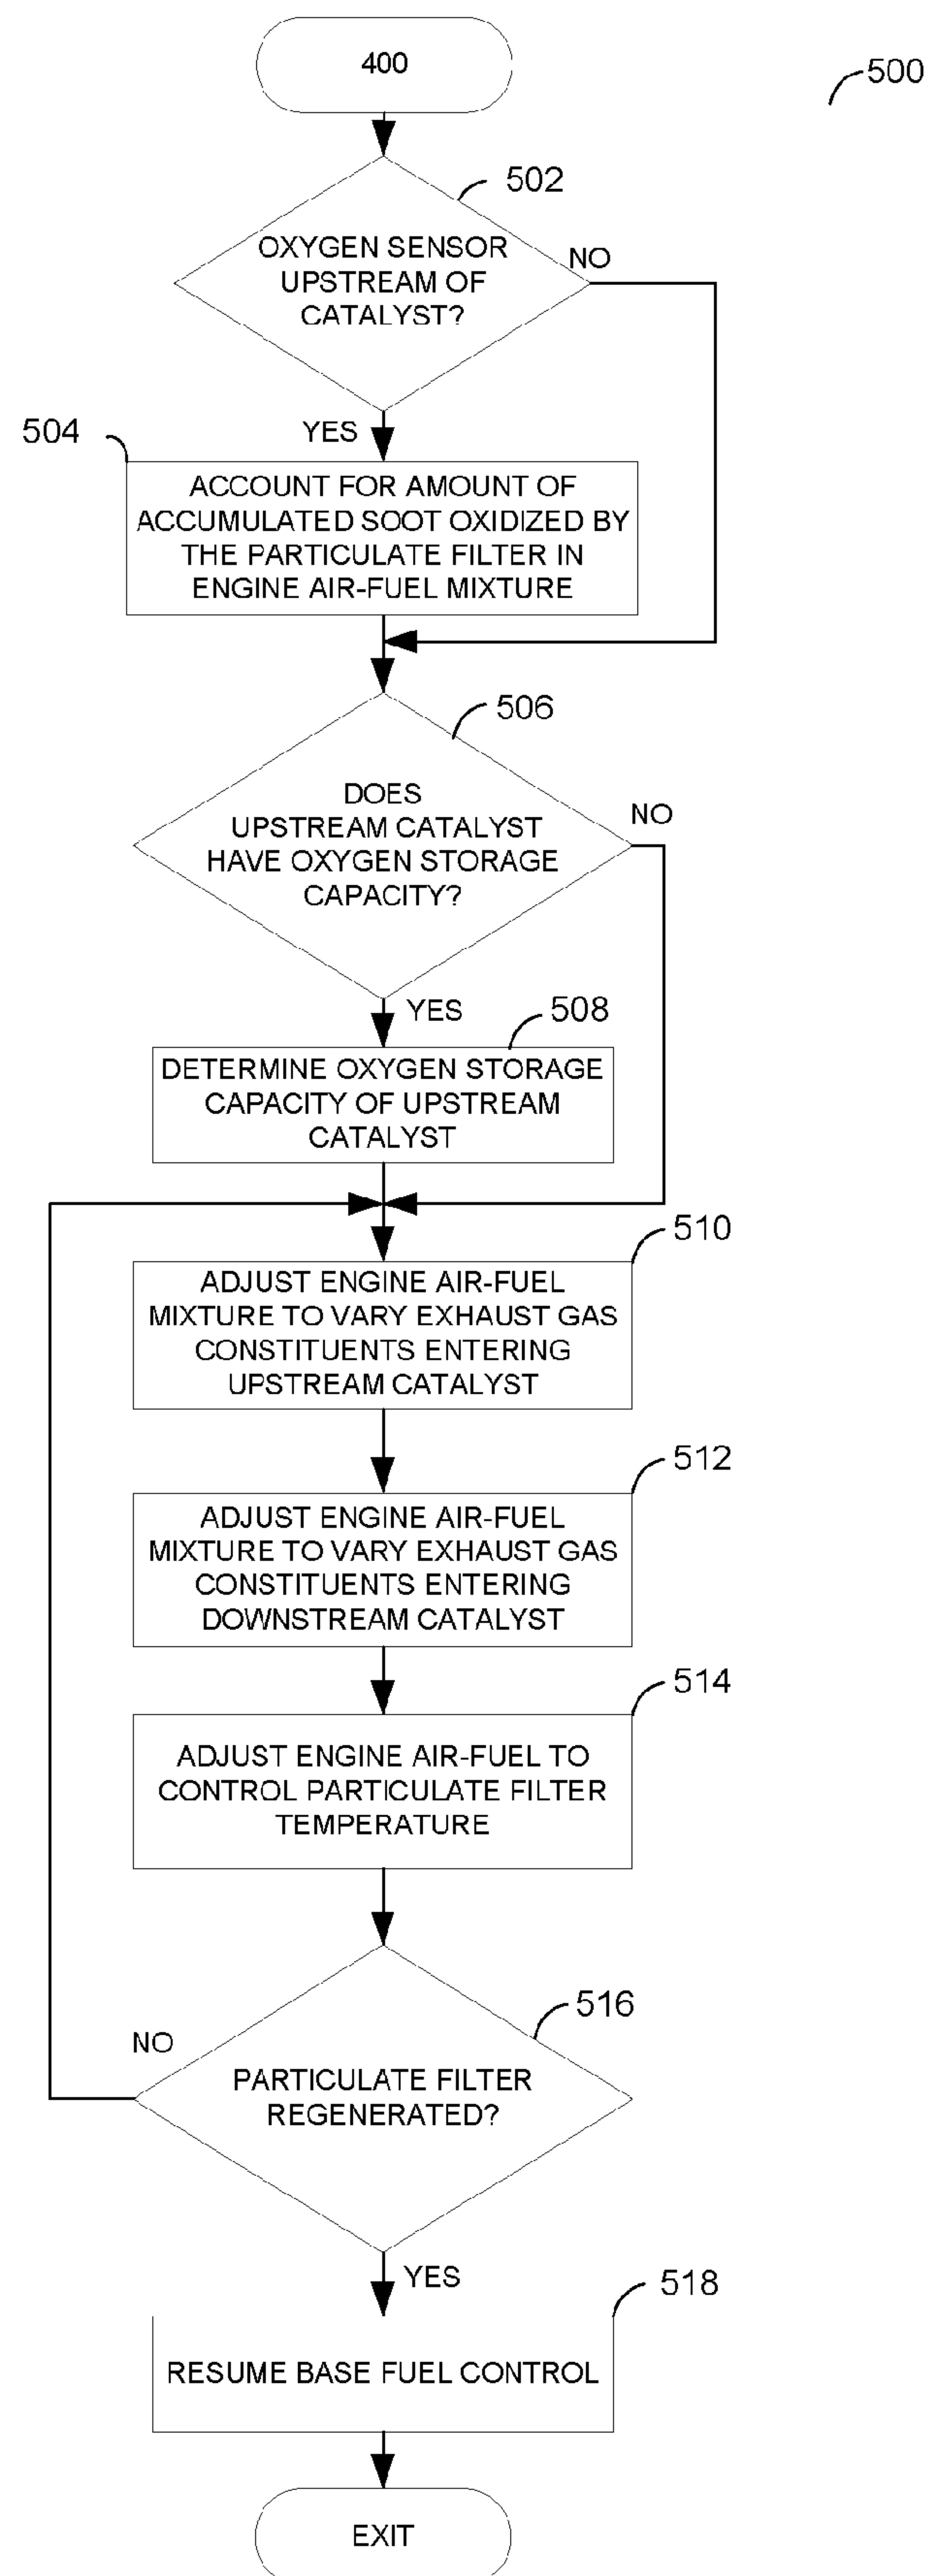 400
500
502
OXYGEN SENSOR
UPSTREAM OF
CATALYST?
NO
YES
504
ACCOUNT FOR AMOUNT OF
ACCUMULATED SOOT OXIDIZED BY
THE PARTICULATE FILTER IN
ENGINE AIR-FUEL MIXTURE
506
DOES
UPSTREAM CATALYST
HAVE OXYGEN STORAGE
CAPACITY?
NO
YES
508
DETERMINE OXYGEN STORAGE
CAPACITY OF UPSTREAM
CATALYST
510
ADJUST ENGINE AIR-FUEL
MIXTURE TO VARY EXHAUST GAS
CONSTITUENTS ENTERING
UPSTREAM CATALYST
512
ADJUST ENGINE AIR-FUEL
MIXTURE TO VARY EXHAUST GAS
CONSTITUENTS ENTERING
DOWNSTREAM CATALYST
514
ADJUST ENGINE AIR-FUEL TO
CONTROL PARTICULATE FILTER
TEMPERATURE
516
NO
PARTICULATE FILTER
REGENERATED?
YES
518
RESUME BASE FUEL CONTROL
EXIT